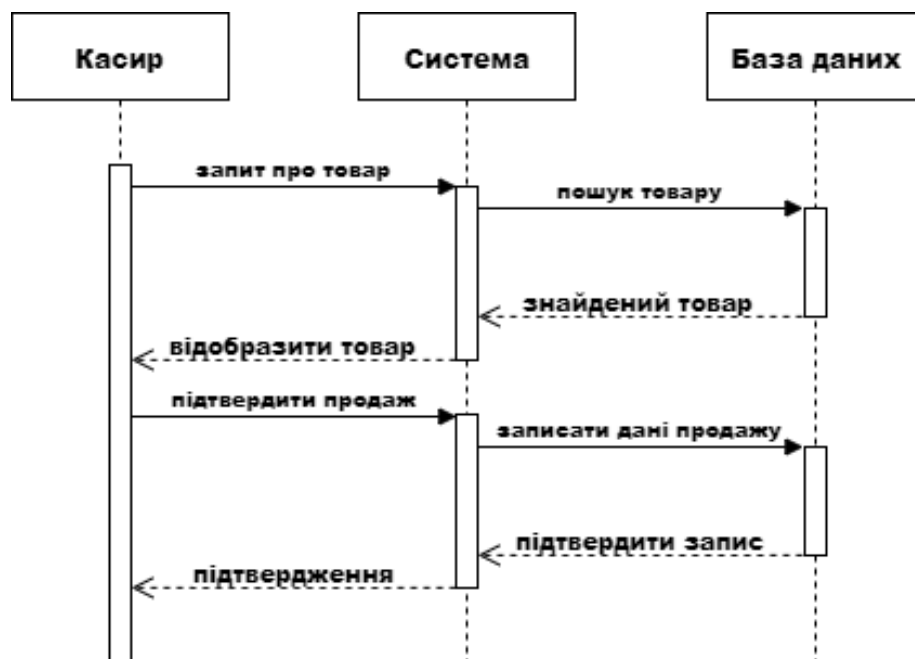 Касир
Система
База даних
запит про товар
пошук товару
знайдений товар
відобразити товар
підтвердити продаж
записати дані продажу
підтвердити запис
підтвердження